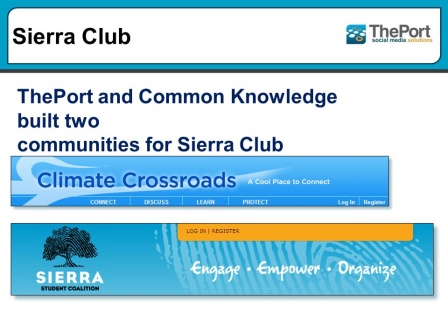 Sierra Club
ThePort
social media solutions
ThePort and Common Knowledge
built two
communities for Sierra Club
Climate Crossroads A Cool Place to Connect
CONNECT DISCUSS LEARN PROTECT Log In | Register
LOG IN | REGISTER
SIERRA
STUDENT COALITION
Engage • Empower • Organize